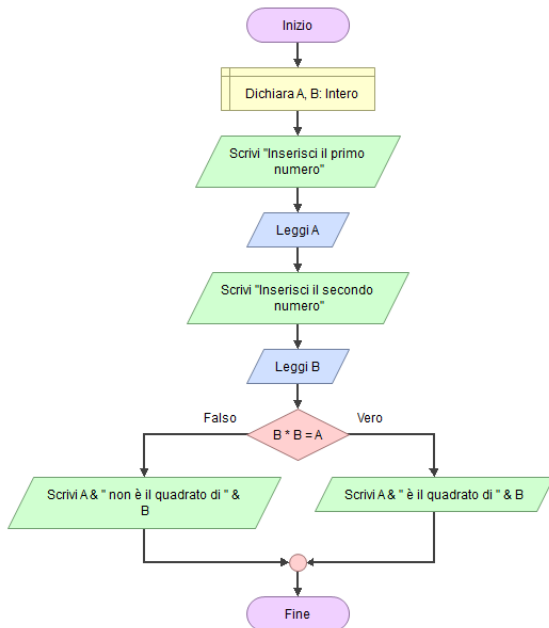 Inizio
Dichiara A, B: Intero
Scrivi "Inserisci il primo
numero"
Leggi A
Scrivi "Inserisci il secondo
numero"
Leggi B
Falso
Vero
B * B = A
Scrivi A & " non è il quadrato di " &
B
Scrivi A & " è il quadrato di " & B
Fine